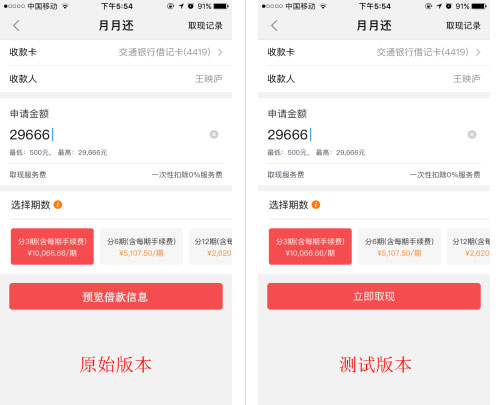 中国移动 下午5:54 91%
月月还 取现记录
收款卡 交通银行借记卡(4419)
收款人 王映庐
申请金额
29666
最低：500元， 最高：29,666元
取现服务费 一次性扣除0%服务费
选择期数
分3期(含每期手续费) 分6期(含每期手续费) 分12期(含每
¥10,066.66/期 ¥5,107.50/期 ¥2,620
预览借款信息
原始版本
中国移动 下午5:54 91%
月月还 取现记录
收款卡 交通银行借记卡(4419)
收款人 王映庐
申请金额
29666
最低：500元， 最高：29,666元
取现服务费 一次性扣除0%服务费
选择期数
分3期(含每期手续费) 分6期(含每期手续费) 分12期(含每
¥10,066.66/期 ¥5,107.50/期 ¥2,620
立即取现
测试版本